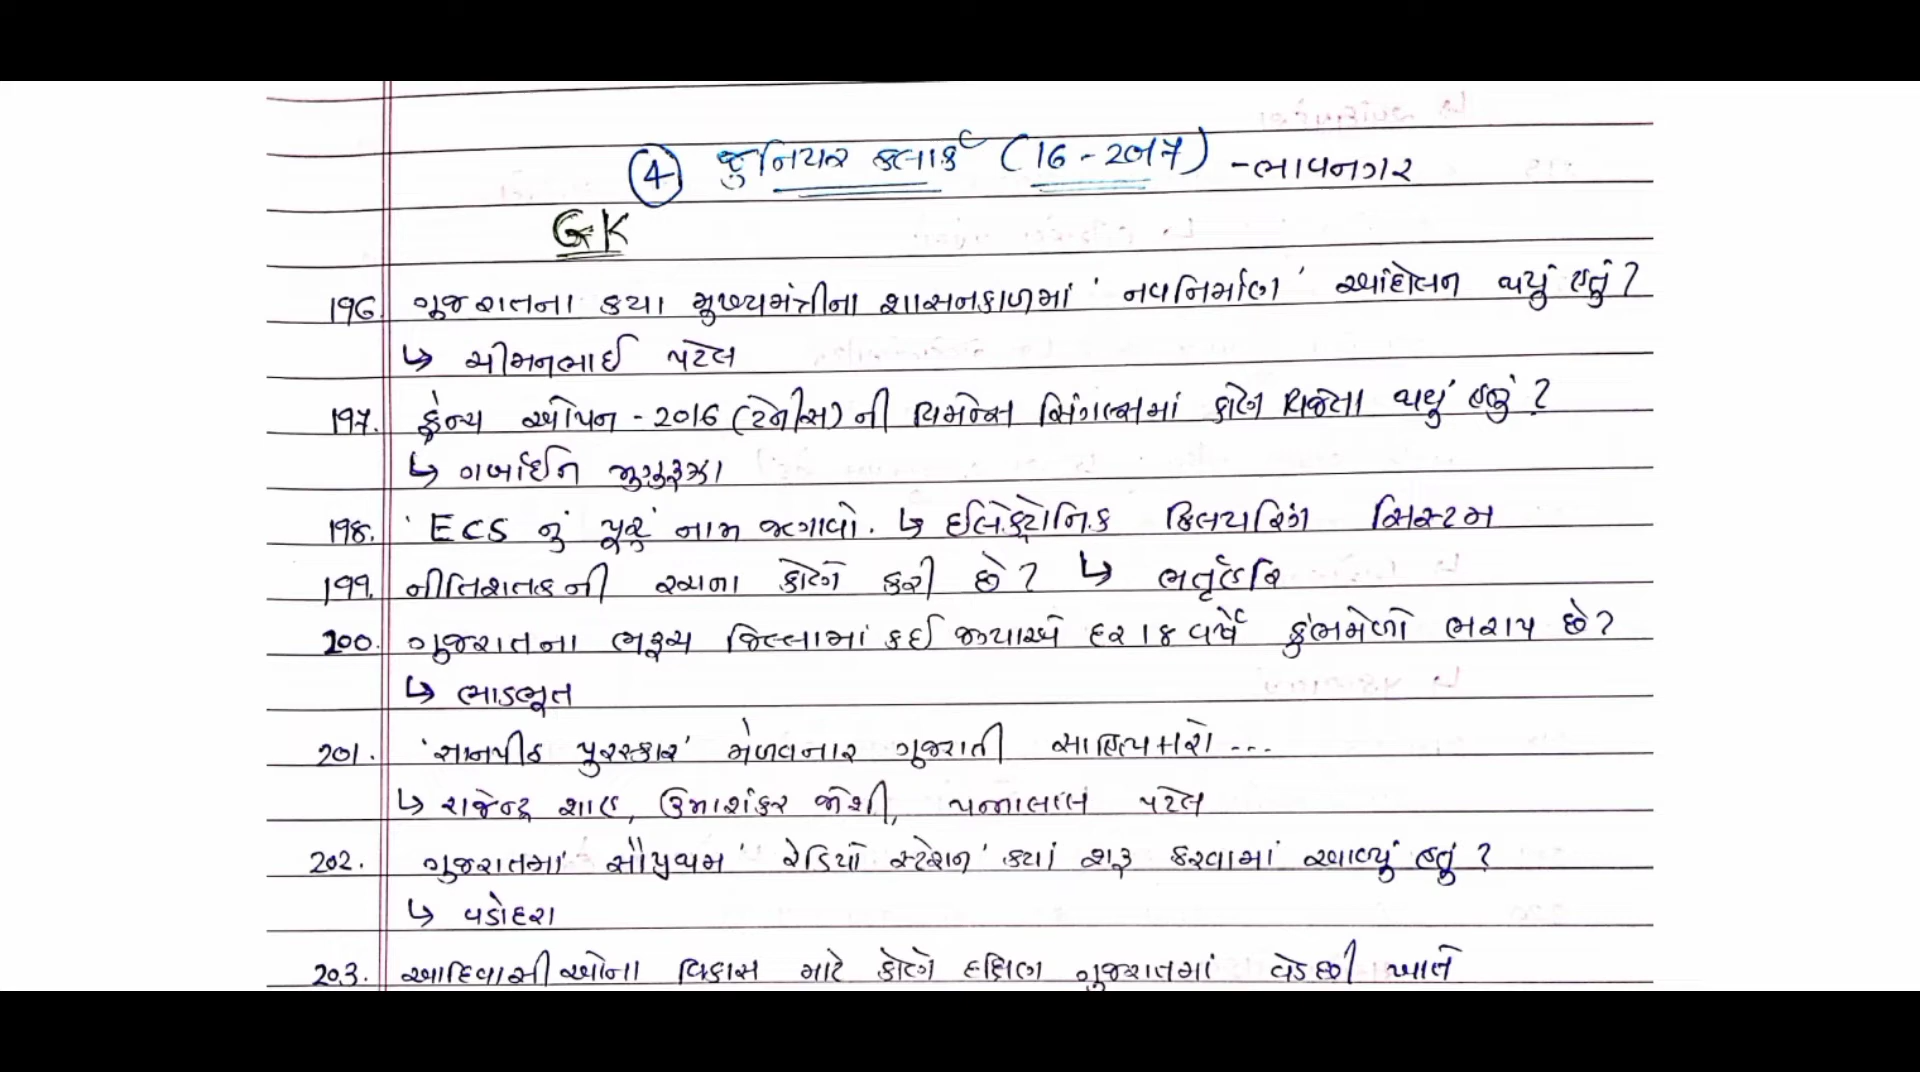 ④ જુનિયર ક્લાર્ક (16-2017) -ભાવનગર
GK
196. ગુજરાતના કયા મુખ્યમંત્રીના શાસનકાળમાં 'નવનિર્માણ' આંદોલન થયું હતું?
↳ ચીમનભાઈ પટેલ
197. ફ્રેન્ચ ઓપન - 2016 (ટેનીસ) ની વિમેન્સ સિંગલ્સમાં કોણ વિજેતા થયું હતું?
↳ ગર્બાઈન મુગુરૂઝા
198. 'ECS નું પૂરું નામ જણાવો. ↳ ઈલેક્ટ્રોનિક ક્લિયરિંગ સિસ્ટમ
199. નીતિશતકની રચના કોણે કરી છે? ↳ ભર્તૃહરિ
200. ગુજરાતના ભરૂચ જિલ્લામાં કઈ જગ્યાએ દર 18 વર્ષે કુંભમેળો ભરાય છે?
↳ ભાડભૂત
201. 'જ્ઞાનપીઠ પુરસ્કાર' મેળવનાર ગુજરાતી સાહિત્યકારો...
↳ રાજેન્દ્ર શાહ, ઉમાશંકર જોશી, પન્નાલાલ પટેલ
202. ગુજરાતમાં સૌપ્રથમ 'રેડિયો સ્ટેશન' ક્યાં શરૂ કરવામાં આવ્યું હતું?
↳ વડોદરા
203. આદિવાસીઓના વિકાસ માટે કોણે દક્ષિણ ગુજરાતમાં વેડછી ખાતે